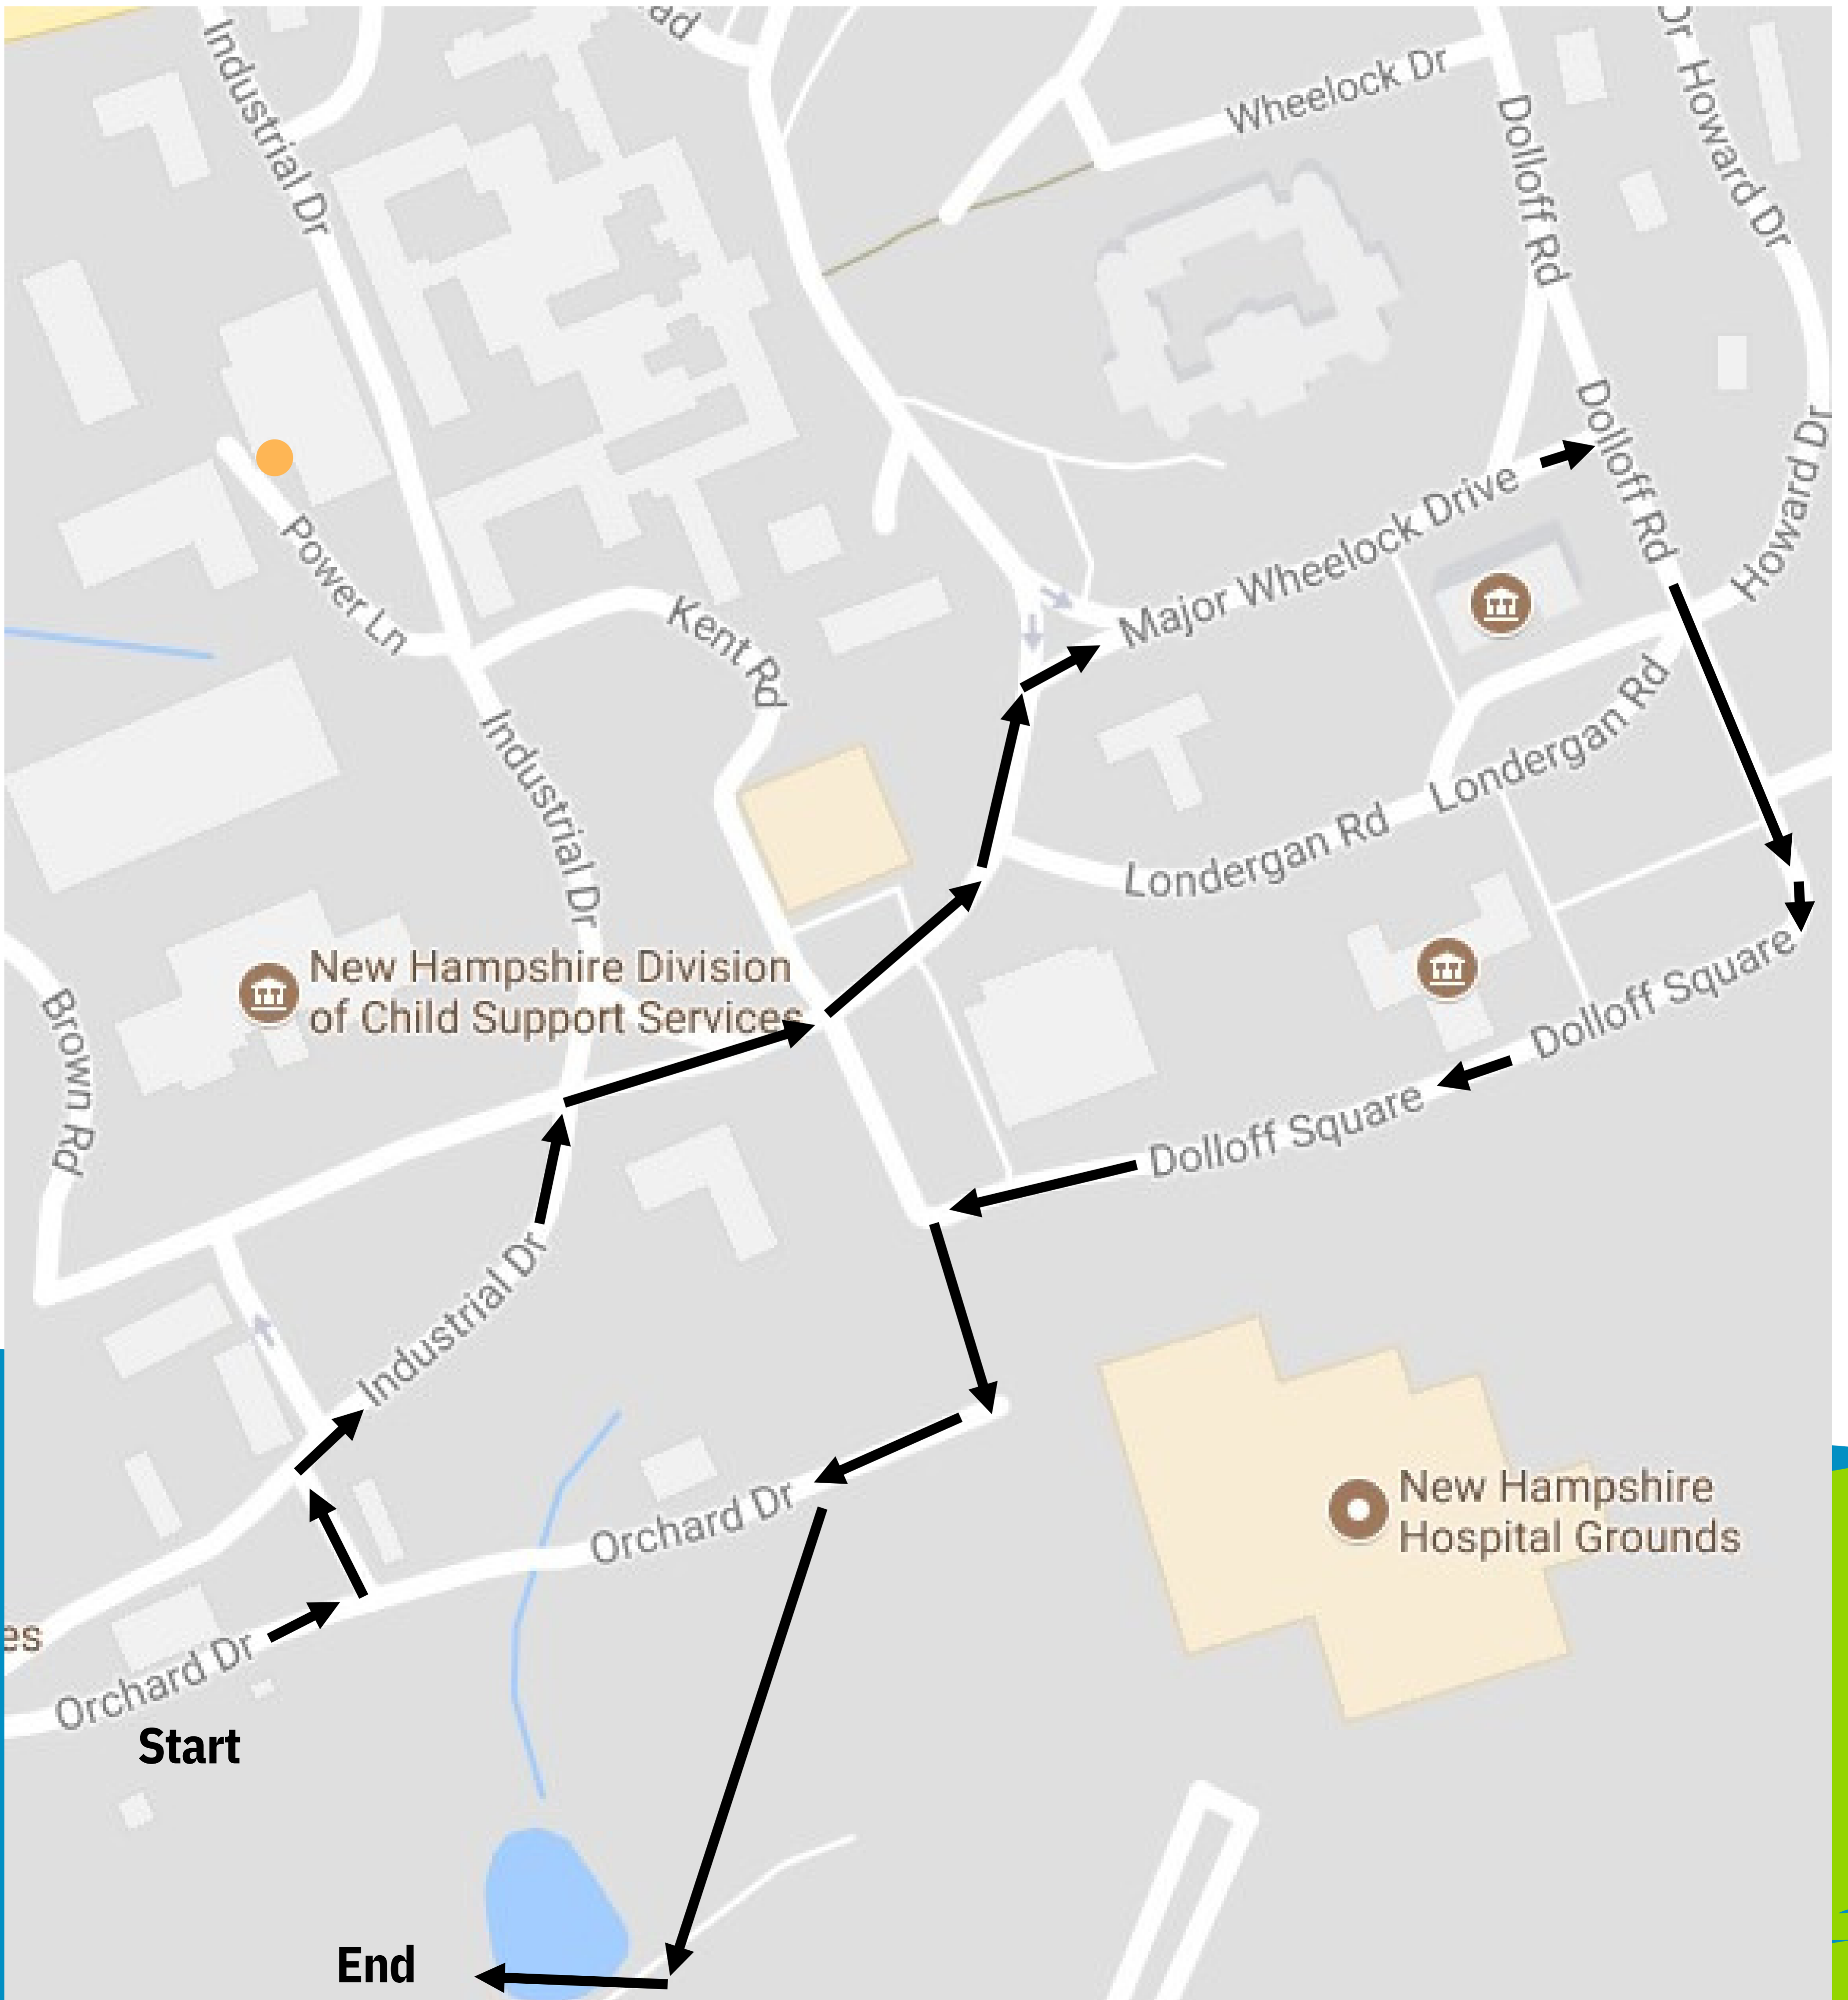 ad
Industrial Dr
Wheelock Dr
Dr
Howard Dr
Dolloff Rd
Dolloff Rd
Howard Dr
Major Wheelock Drive
Power Ln
Kent Rd
Industrial Dr
Londergan Rd
Londergan Rd
New Hampshire Division
of Child Support Services
Dolloff Square
Brown Rd
Dolloff Square
Industrial Dr
Orchard Dr
New Hampshire
Hospital Grounds
es
Orchard Dr
Start
End